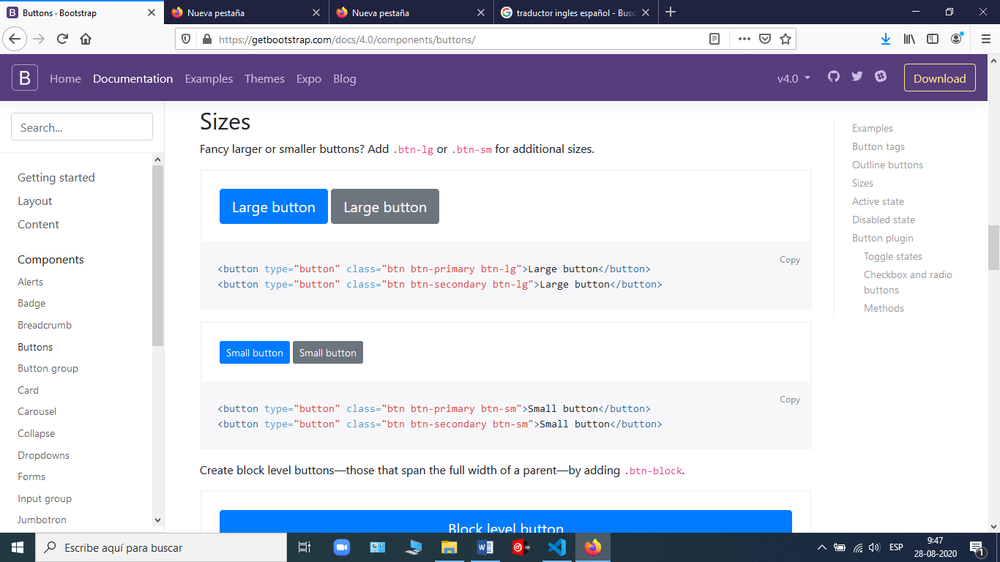 Buttons · Bootstrap
Nueva pestaña
Nueva pestaña
traductor ingles español - Busc
https://getbootstrap.com/docs/4.0/components/buttons/
B
Home
Documentation
Examples
Themes
Expo
Blog
v4.0
Download
Search...
Getting started
Layout
Content
Components
Alerts
Badge
Breadcrumb
Buttons
Button group
Card
Carousel
Collapse
Dropdowns
Forms
Input group
Jumbotron
Sizes
Fancy larger or smaller buttons? Add .btn-lg or .btn-sm for additional sizes.
Large button
Large button
Copy
<button type="button" class="btn btn-primary btn-lg">Large button</button>
<button type="button" class="btn btn-secondary btn-lg">Large button</button>
Small button
Small button
Copy
<button type="button" class="btn btn-primary btn-sm">Small button</button>
<button type="button" class="btn btn-secondary btn-sm">Small button</button>
Create block level buttons—those that span the full width of a parent—by adding .btn-block.
Block level button
Examples
Button tags
Outline buttons
Sizes
Active state
Disabled state
Button plugin
Toggle states
Checkbox and radio
buttons
Methods
Escribe aquí para buscar
ESP
9:47
28-08-2020
1